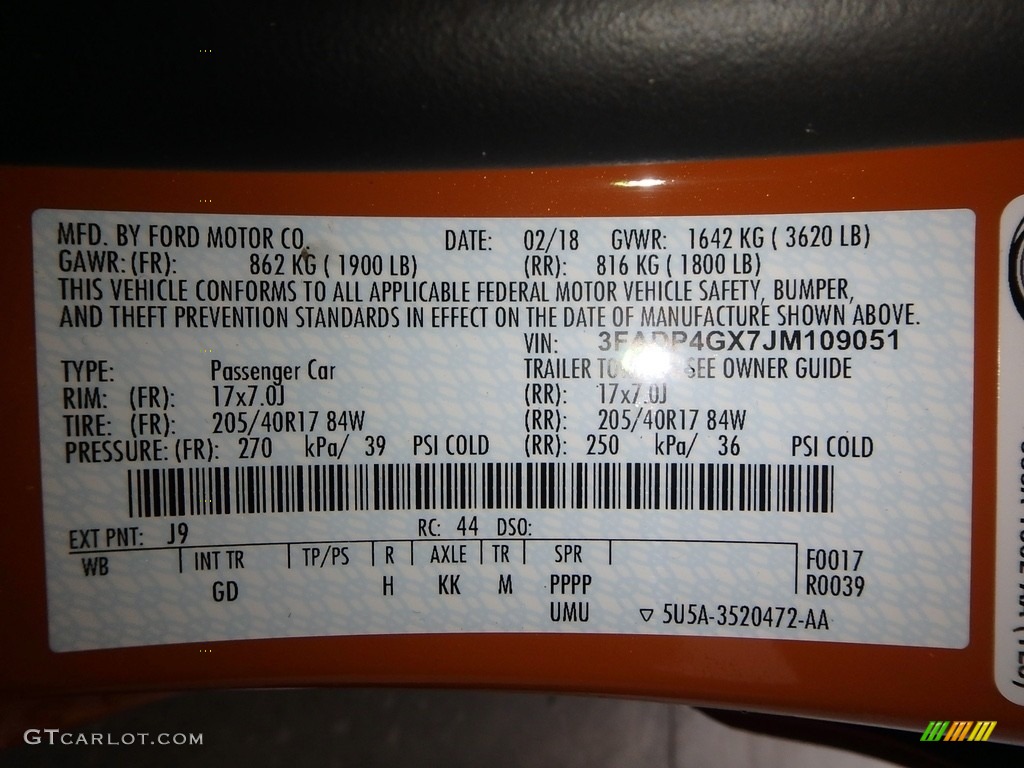 MFD. BY FORD MOTOR CO. DATE: 02/18 GVWR: 1642 KG ( 3620 LB)
GAWR: (FR): 862 KG ( 1900 LB) (RR): 816 KG ( 1800 LB)
THIS VEHICLE CONFORMS TO ALL APPLICABLE FEDERAL MOTOR VEHICLE SAFETY, BUMPER,
AND THEFT PREVENTION STANDARDS IN EFFECT ON THE DATE OF MANUFACTURE SHOWN ABOVE.
VIN: 3FADP4GX7JM109051
TYPE: Passenger Car TRAILER SEE OWNER GUIDE
RIM: (FR): 17x7.0J (RR): 17x7.0J
TIRE: (FR): 205/40R17 84W (RR): 205/40R17 84W
PRESSURE: (FR): 270 kPa/ 39 PSI COLD (RR): 250 kPa/ 36 PSI COLD
EXT PNT: J9 RC: 44 DSO:
WB INT TR TP/PS R AXLE TR SPR F0017
GD H KK M PPPP R0039
UMU ▽ 5U5A-3520472-AA
GTCARLOT.COM